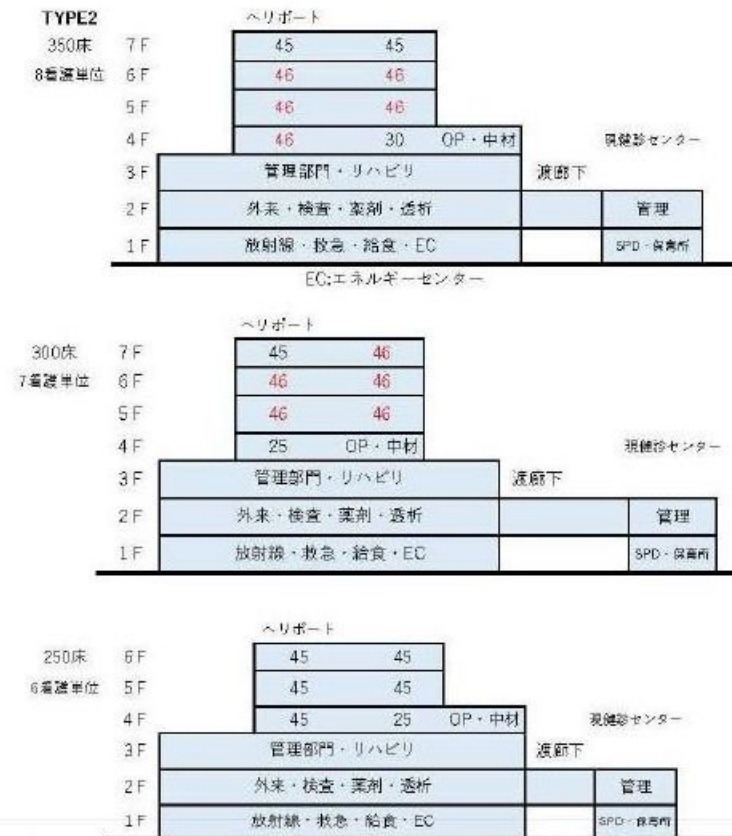 TYPE2 ヘリポート
350床 7F 45 45
8看護単位 6F 46 46
5F 46 46
4F 46 30 OP・中材 現健診センター
3F 管理部門・リハビリ 渡廊下
2F 外来・検査・薬剤・透析 管理
1F 放射線・救急・給食・EC SPD・保育所
EC;エネルギーセンター
ヘリポート
300床 7F 45 46
7看護単位 6F 46 46
5F 46 46
4F 25 OP・中材 現健診センター
3F 管理部門・リハビリ 渡廊下
2F 外来・検査・薬剤・透析 管理
1F 放射線・救急・給食・EC SPD・保育所
ヘリポート
250床 6F 45 45
6看護単位 5F 45 45
4F 45 25 OP・中材 現健診センター
3F 管理部門・リハビリ 渡廊下
2F 外来・検査・薬剤・透析 管理
1F 放射線・救急・給食・EC SPD・保育所